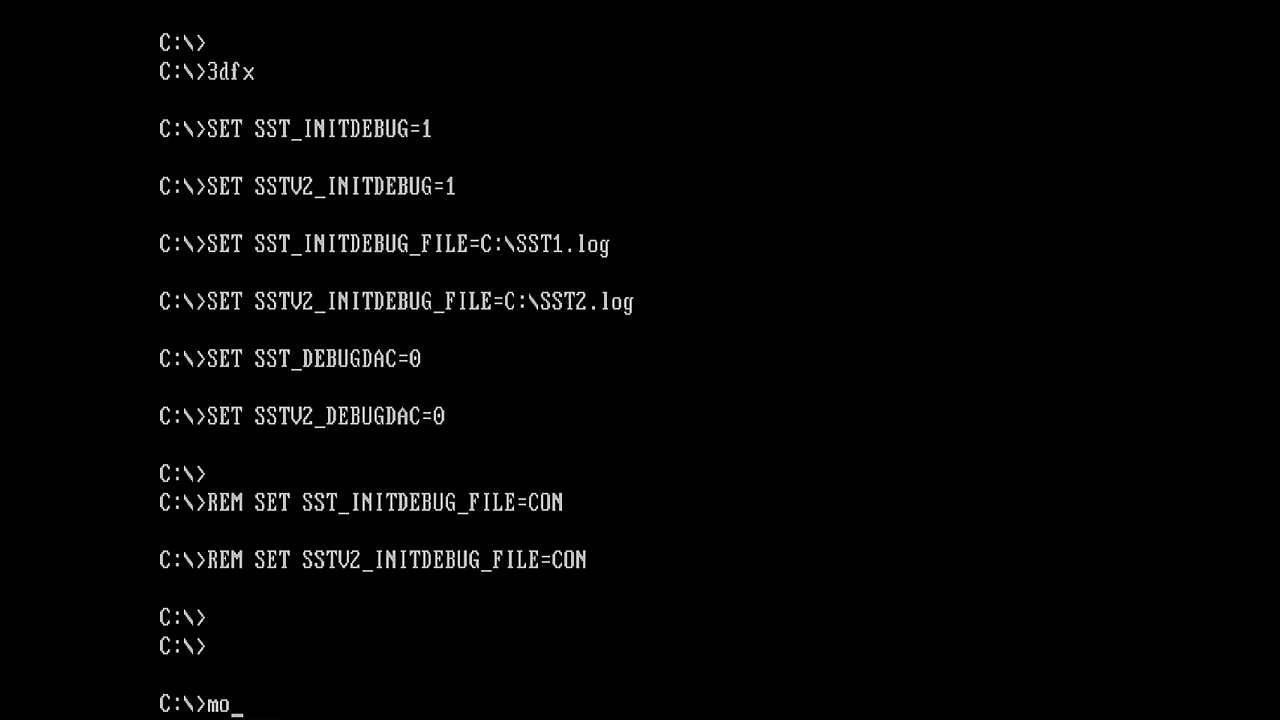 C:\>
C:\>3dfx
C:\>SET SST_INITDEBUG=1
C:\>SET SSTV2_INITDEBUG=1
C:\>SET SST_INITDEBUG_FILE=C:\SST1.log
C:\>SET SSTV2_INITDEBUG_FILE=C:\SST2.log
C:\>SET SST_DEBUGDAC=0
C:\>SET SSTV2_DEBUGDAC=0
C:\>
C:\>REM SET SST_INITDEBUG_FILE=CON
C:\>REM SET SSTV2_INITDEBUG_FILE=CON
C:\>
C:\>
C:\>mo_